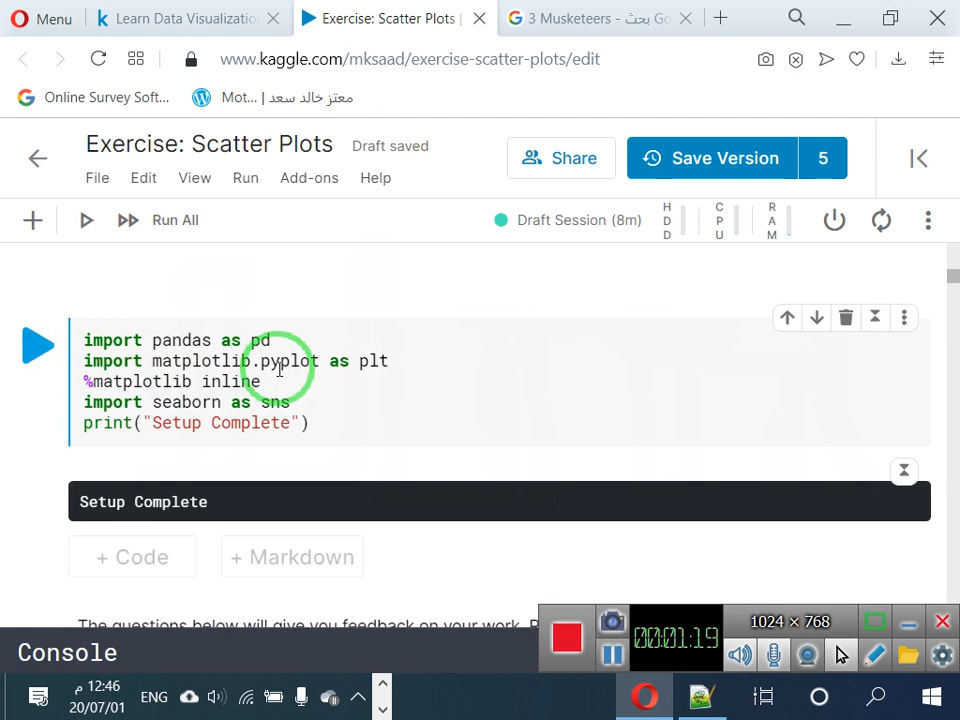 Menu
Learn Data Visualizatio
Exercise: Scatter Plots |
3 Musketeers - بحث Go
www.kaggle.com/mksaad/exercise-scatter-plots/edit
Online Survey Soft...
Mot... | معتز خالد سعد
Exercise: Scatter Plots
Draft saved
Share
Save Version
5
File
Edit
View
Run
Add-ons
Help
Run All
Draft Session (8m)
HDD
CPU
RAM
import pandas as pd
import matplotlib.pyplot as plt
%matplotlib inline
import seaborn as sns
print("Setup Complete")
Setup Complete
+ Code
+ Markdown
The questions below will give you feedback on your work.
1024 × 768
00:01:19
Console
12:46 م
20/07/01
ENG